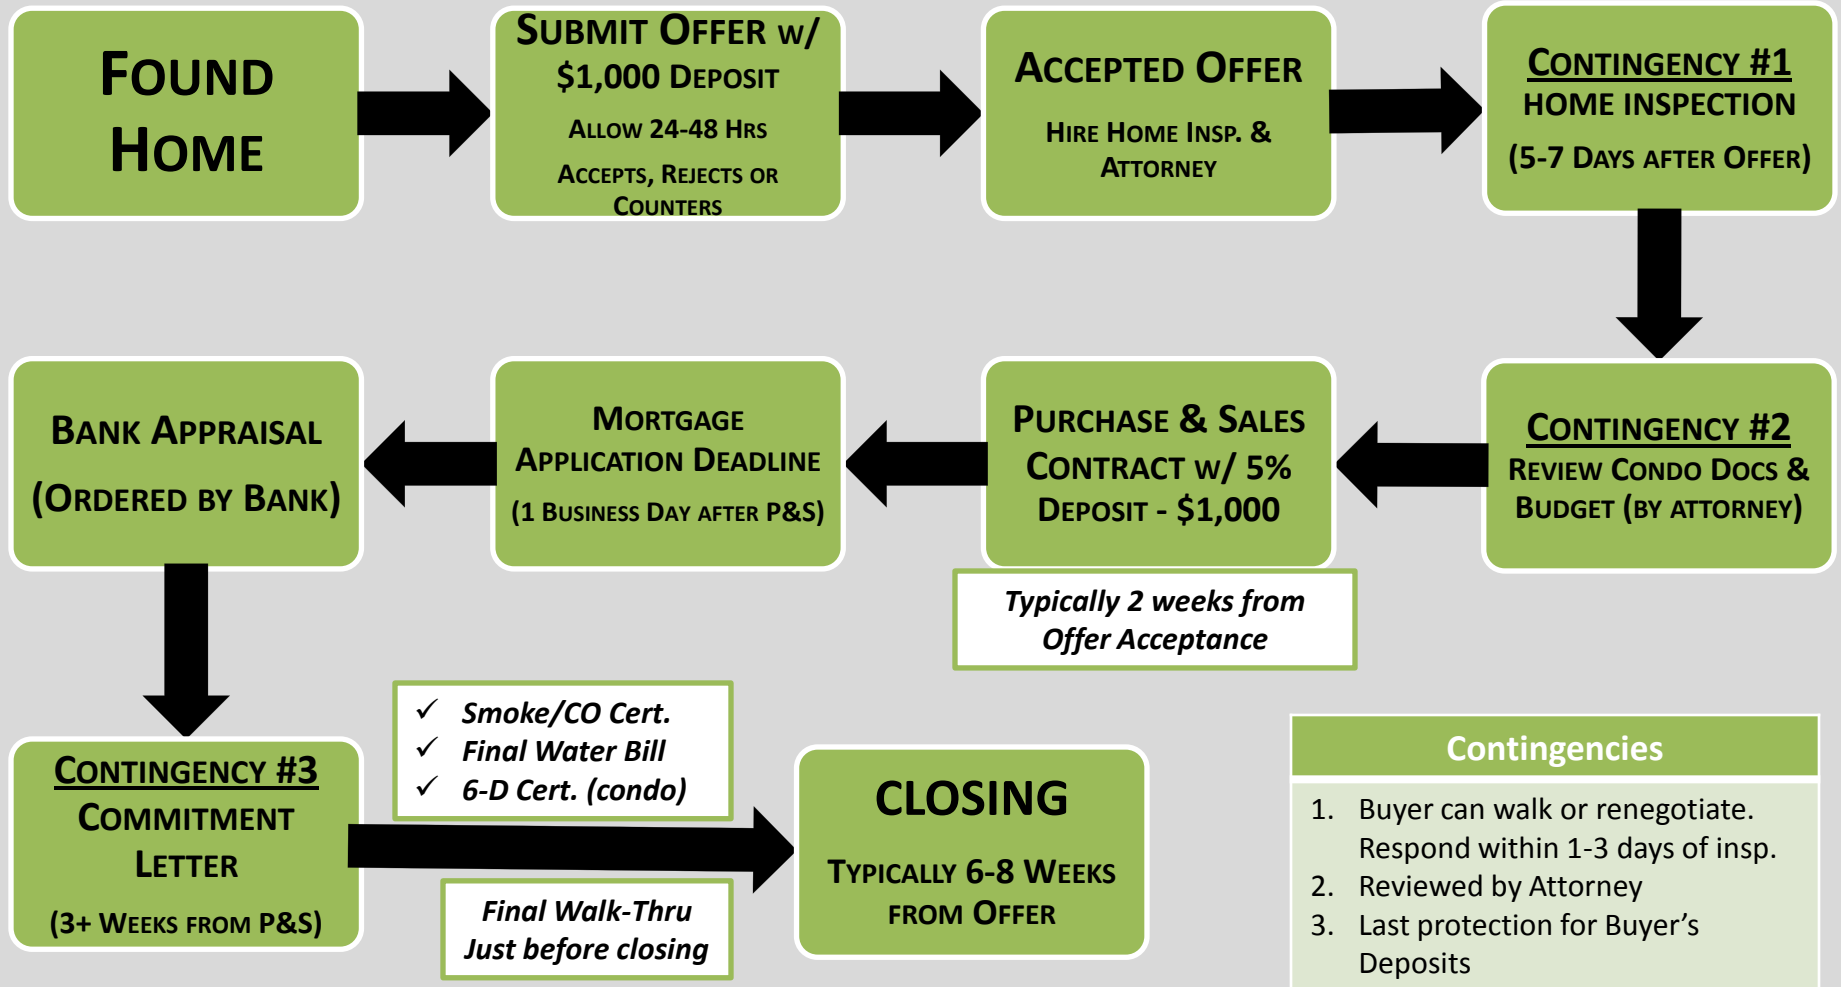 FOUND
HOME
SUBMIT OFFER W/
$1,000 DEPOSIT
ALLOW 24-48 HRS
ACCEPTS, REJECTS OR
COUNTERS
ACCEPTED OFFER
HIRE HOME INSP. &
ATTORNEY
CONTINGENCY #1
HOME INSPECTION
(5-7 DAYS AFTER OFFER)
CONTINGENCY #2
REVIEW CONDO DOCS &
BUDGET (BY ATTORNEY)
PURCHASE & SALES
CONTRACT W/ 5%
DEPOSIT - $1,000
Typically 2 weeks from
Offer Acceptance
MORTGAGE
APPLICATION DEADLINE
(1 BUSINESS DAY AFTER P&S)
BANK APPRAISAL
(ORDERED BY BANK)
CONTINGENCY #3
COMMITMENT
LETTER
(3+ WEEKS FROM P&S)
✓ Smoke/CO Cert.
✓ Final Water Bill
✓ 6-D Cert. (condo)
Final Walk-Thru
Just before closing
CLOSING
TYPICALLY 6-8 WEEKS
FROM OFFER
Contingencies
1. Buyer can walk or renegotiate.
Respond within 1-3 days of insp.
2. Reviewed by Attorney
3. Last protection for Buyer's
Deposits